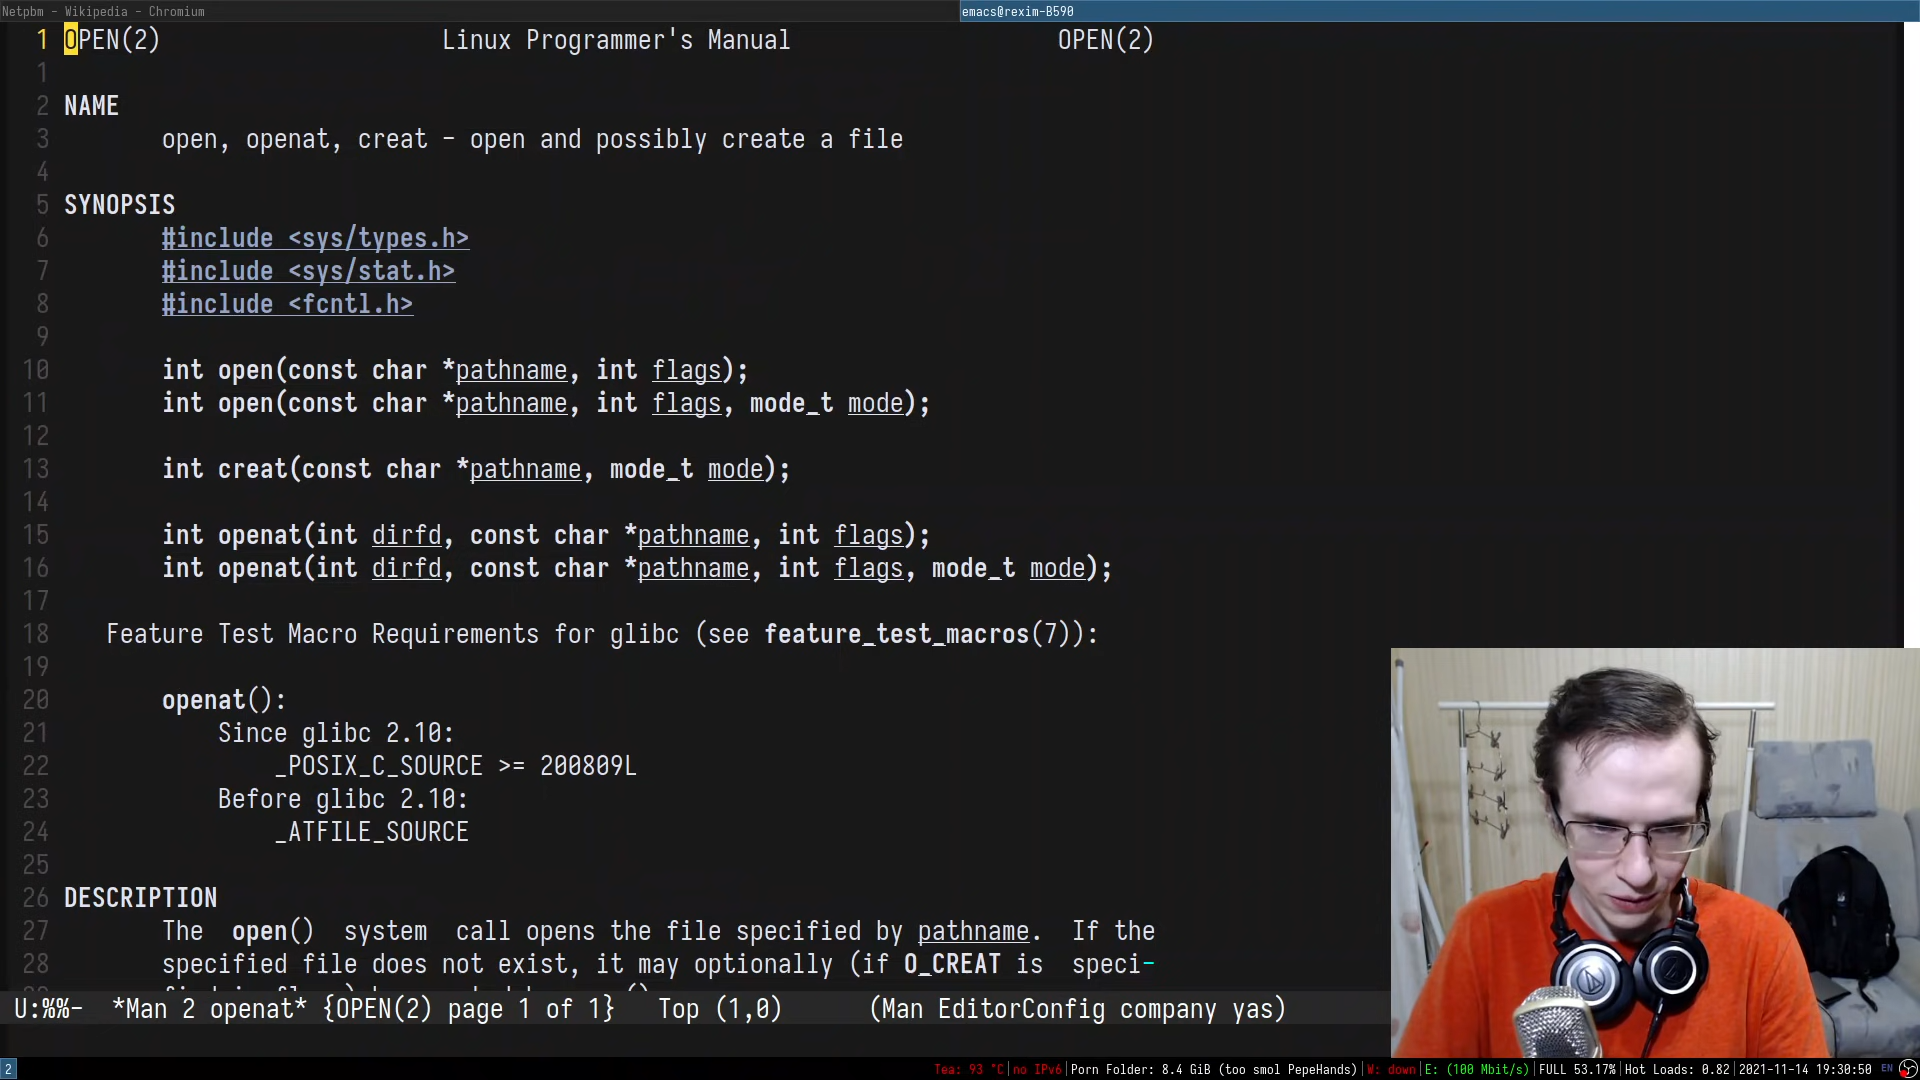 Netpbm - Wikipedia - Chromium
emacs@rexim-B590
1 OPEN(2) Linux Programmer's Manual OPEN(2)
1
2 NAME
3 open, openat, creat - open and possibly create a file
4
5 SYNOPSIS
6 #include <sys/types.h>
7 #include <sys/stat.h>
8 #include <fcntl.h>
9
10 int open(const char *pathname, int flags);
11 int open(const char *pathname, int flags, mode_t mode);
12
13 int creat(const char *pathname, mode_t mode);
14
15 int openat(int dirfd, const char *pathname, int flags);
16 int openat(int dirfd, const char *pathname, int flags, mode_t mode);
17
18 Feature Test Macro Requirements for glibc (see feature_test_macros(7)):
19
20 openat():
21 Since glibc 2.10:
22 _POSIX_C_SOURCE >= 200809L
23 Before glibc 2.10:
24 _ATFILE_SOURCE
25
26 DESCRIPTION
27 The open() system call opens the file specified by pathname. If the
28 specified file does not exist, it may optionally (if O_CREAT is speci-
U:%%- *Man 2 openat* {OPEN(2) page 1 of 1} Top (1,0) (Man EditorConfig company yas)
2 Tea: 93 °C|no IPv6|Porn Folder: 8.4 GiB (too smol PepeHands)|W: down|E: (100 Mbit/s)|FULL 53.17%|Hot Loads: 0.82|2021-11-14 19:30:50 EN